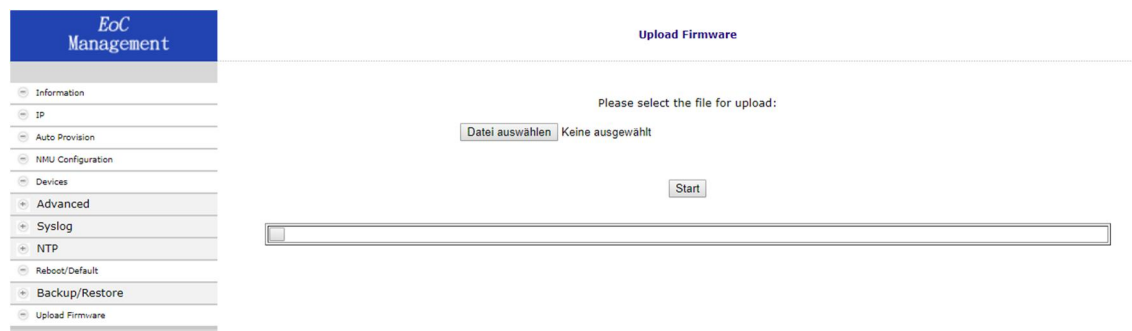 EoC
Management
Information
IP
Auto Provision
NMU Configuration
Devices
Advanced
Syslog
NTP
Reboot/Default
Backup/Restore
Upload Firmware
Upload Firmware
Please select the file for upload:
Datei auswählen Keine ausgewählt
Start